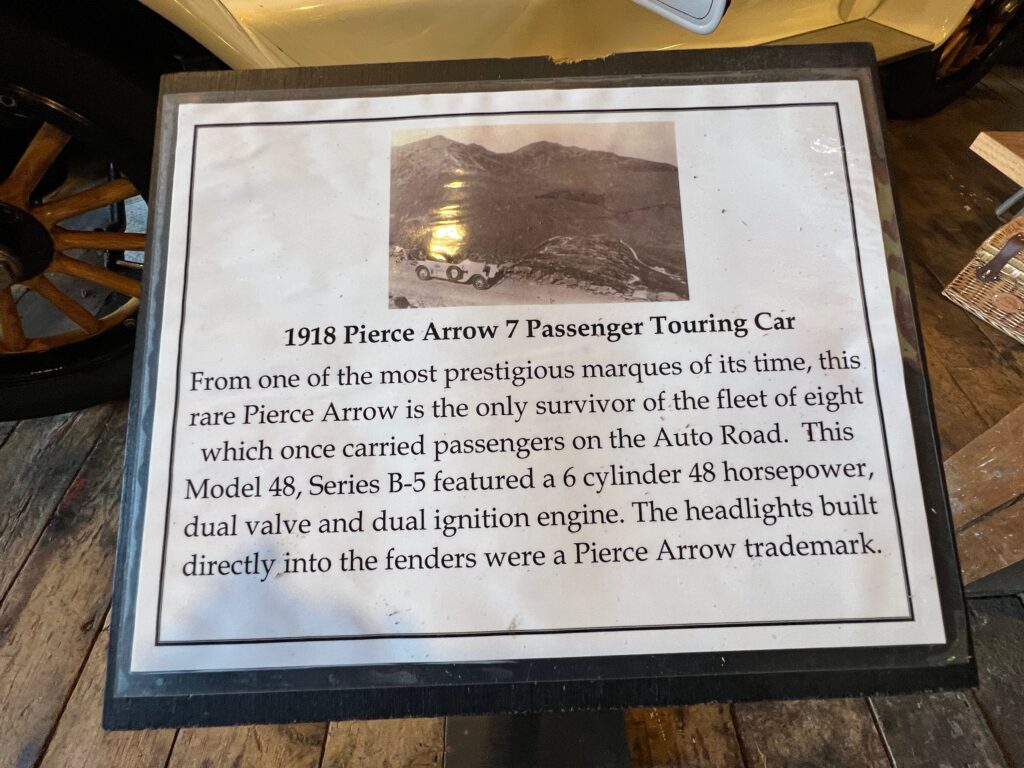 1918 Pierce Arrow 7 Passenger Touring Car
From one of the most prestigious marques of its time, this
rare Pierce Arrow is the only survivor of the fleet of eight
which once carried passengers on the Auto Road. This
Model 48, Series B-5 featured a 6 cylinder 48 horsepower,
dual valve and dual ignition engine. The headlights built
directly into the fenders were a Pierce Arrow trademark.